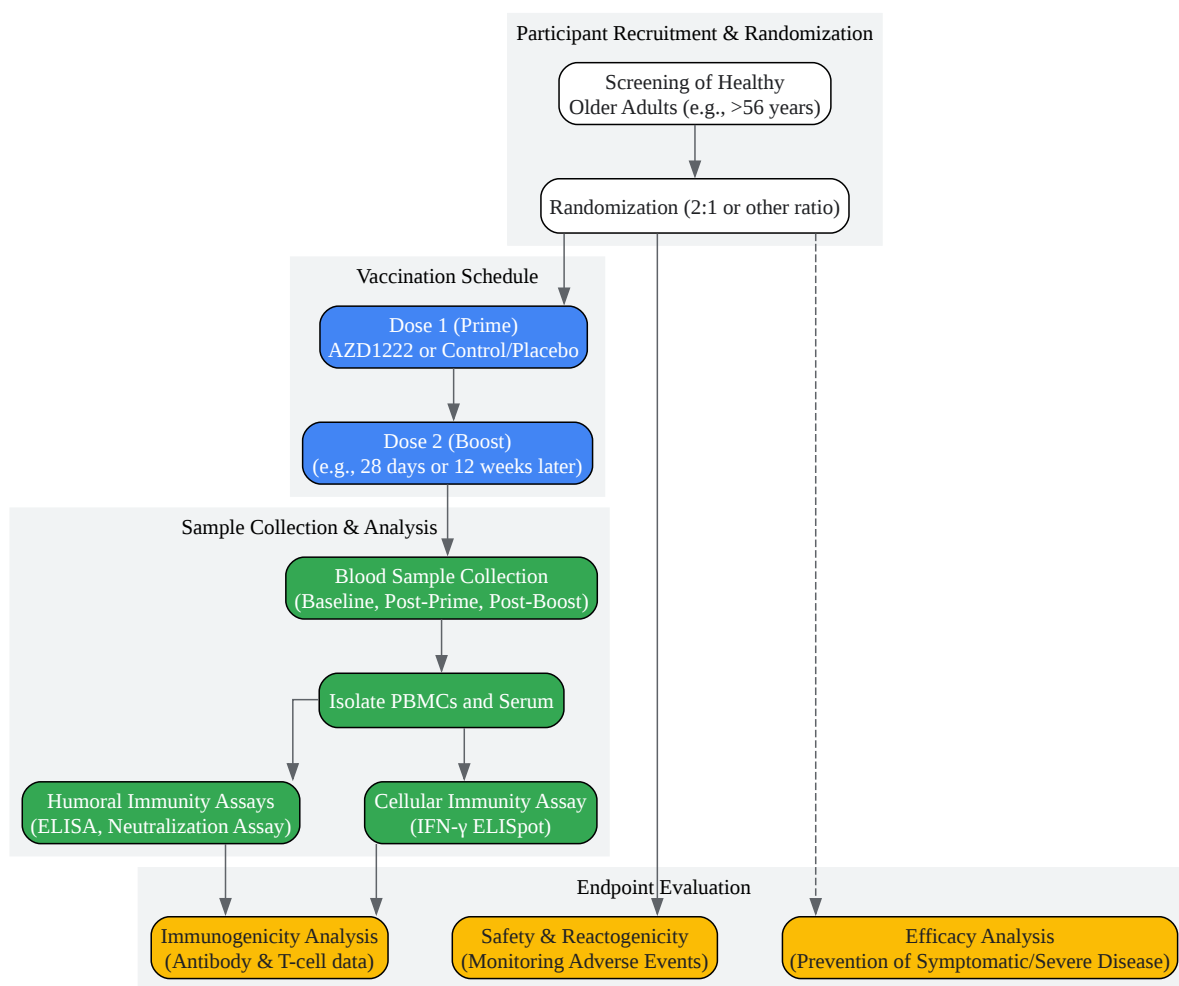 Participant Recruitment & Randomization
Screening of Healthy
Older Adults (e.g., >56 years)
Randomization (2:1 or other ratio)
Vaccination Schedule
Dose 1 (Prime)
AZD1222 or Control/Placebo
Dose 2 (Boost)
(e.g., 28 days or 12 weeks later)
Sample Collection & Analysis
Blood Sample Collection
(Baseline, Post-Prime, Post-Boost)
Isolate PBMCs and Serum
Humoral Immunity Assays
(ELISA, Neutralization Assay)
Cellular Immunity Assay
(IFN-γ ELISpot)
Endpoint Evaluation
Immunogenicity Analysis
(Antibody & T-cell data)
Safety & Reactogenicity
(Monitoring Adverse Events)
Efficacy Analysis
(Prevention of Symptomatic/Severe Disease)